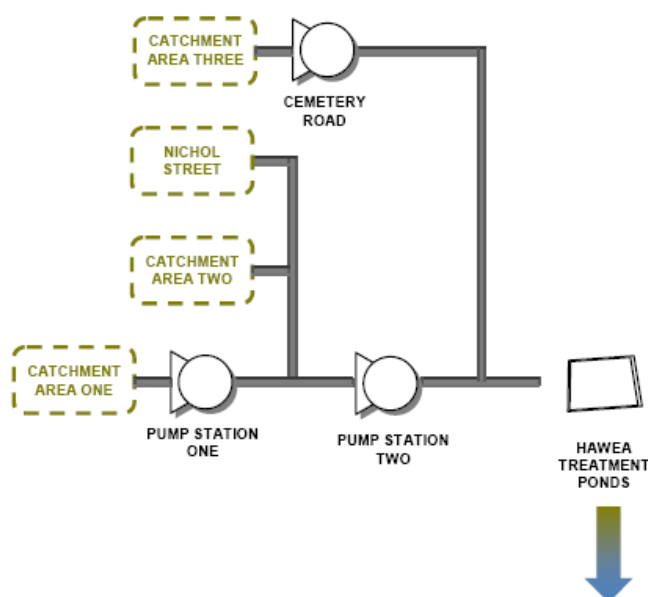 CATCHMENT
AREA THREE
CEMETERY
ROAD
NICHOL
STREET
CATCHMENT
AREA TWO
CATCHMENT
AREA ONE
PUMP STATION
ONE
PUMP STATION
TWO
HAWEA
TREATMENT
PONDS